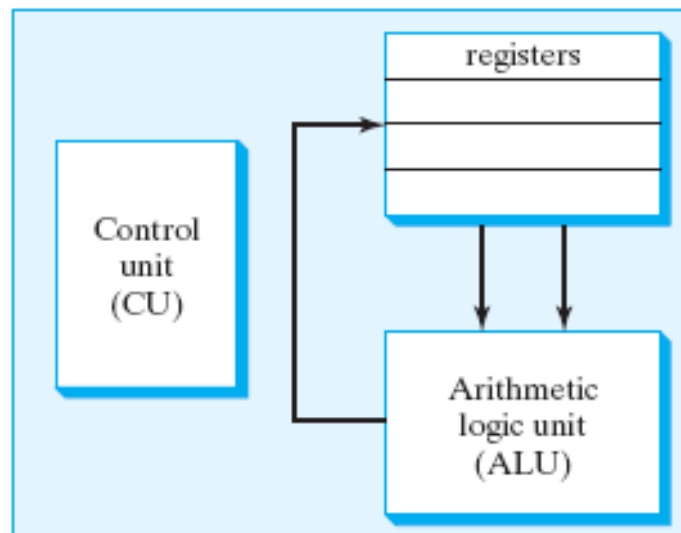 registers
Control
unit
(CU)
Arithmetic
logic unit
(ALU)